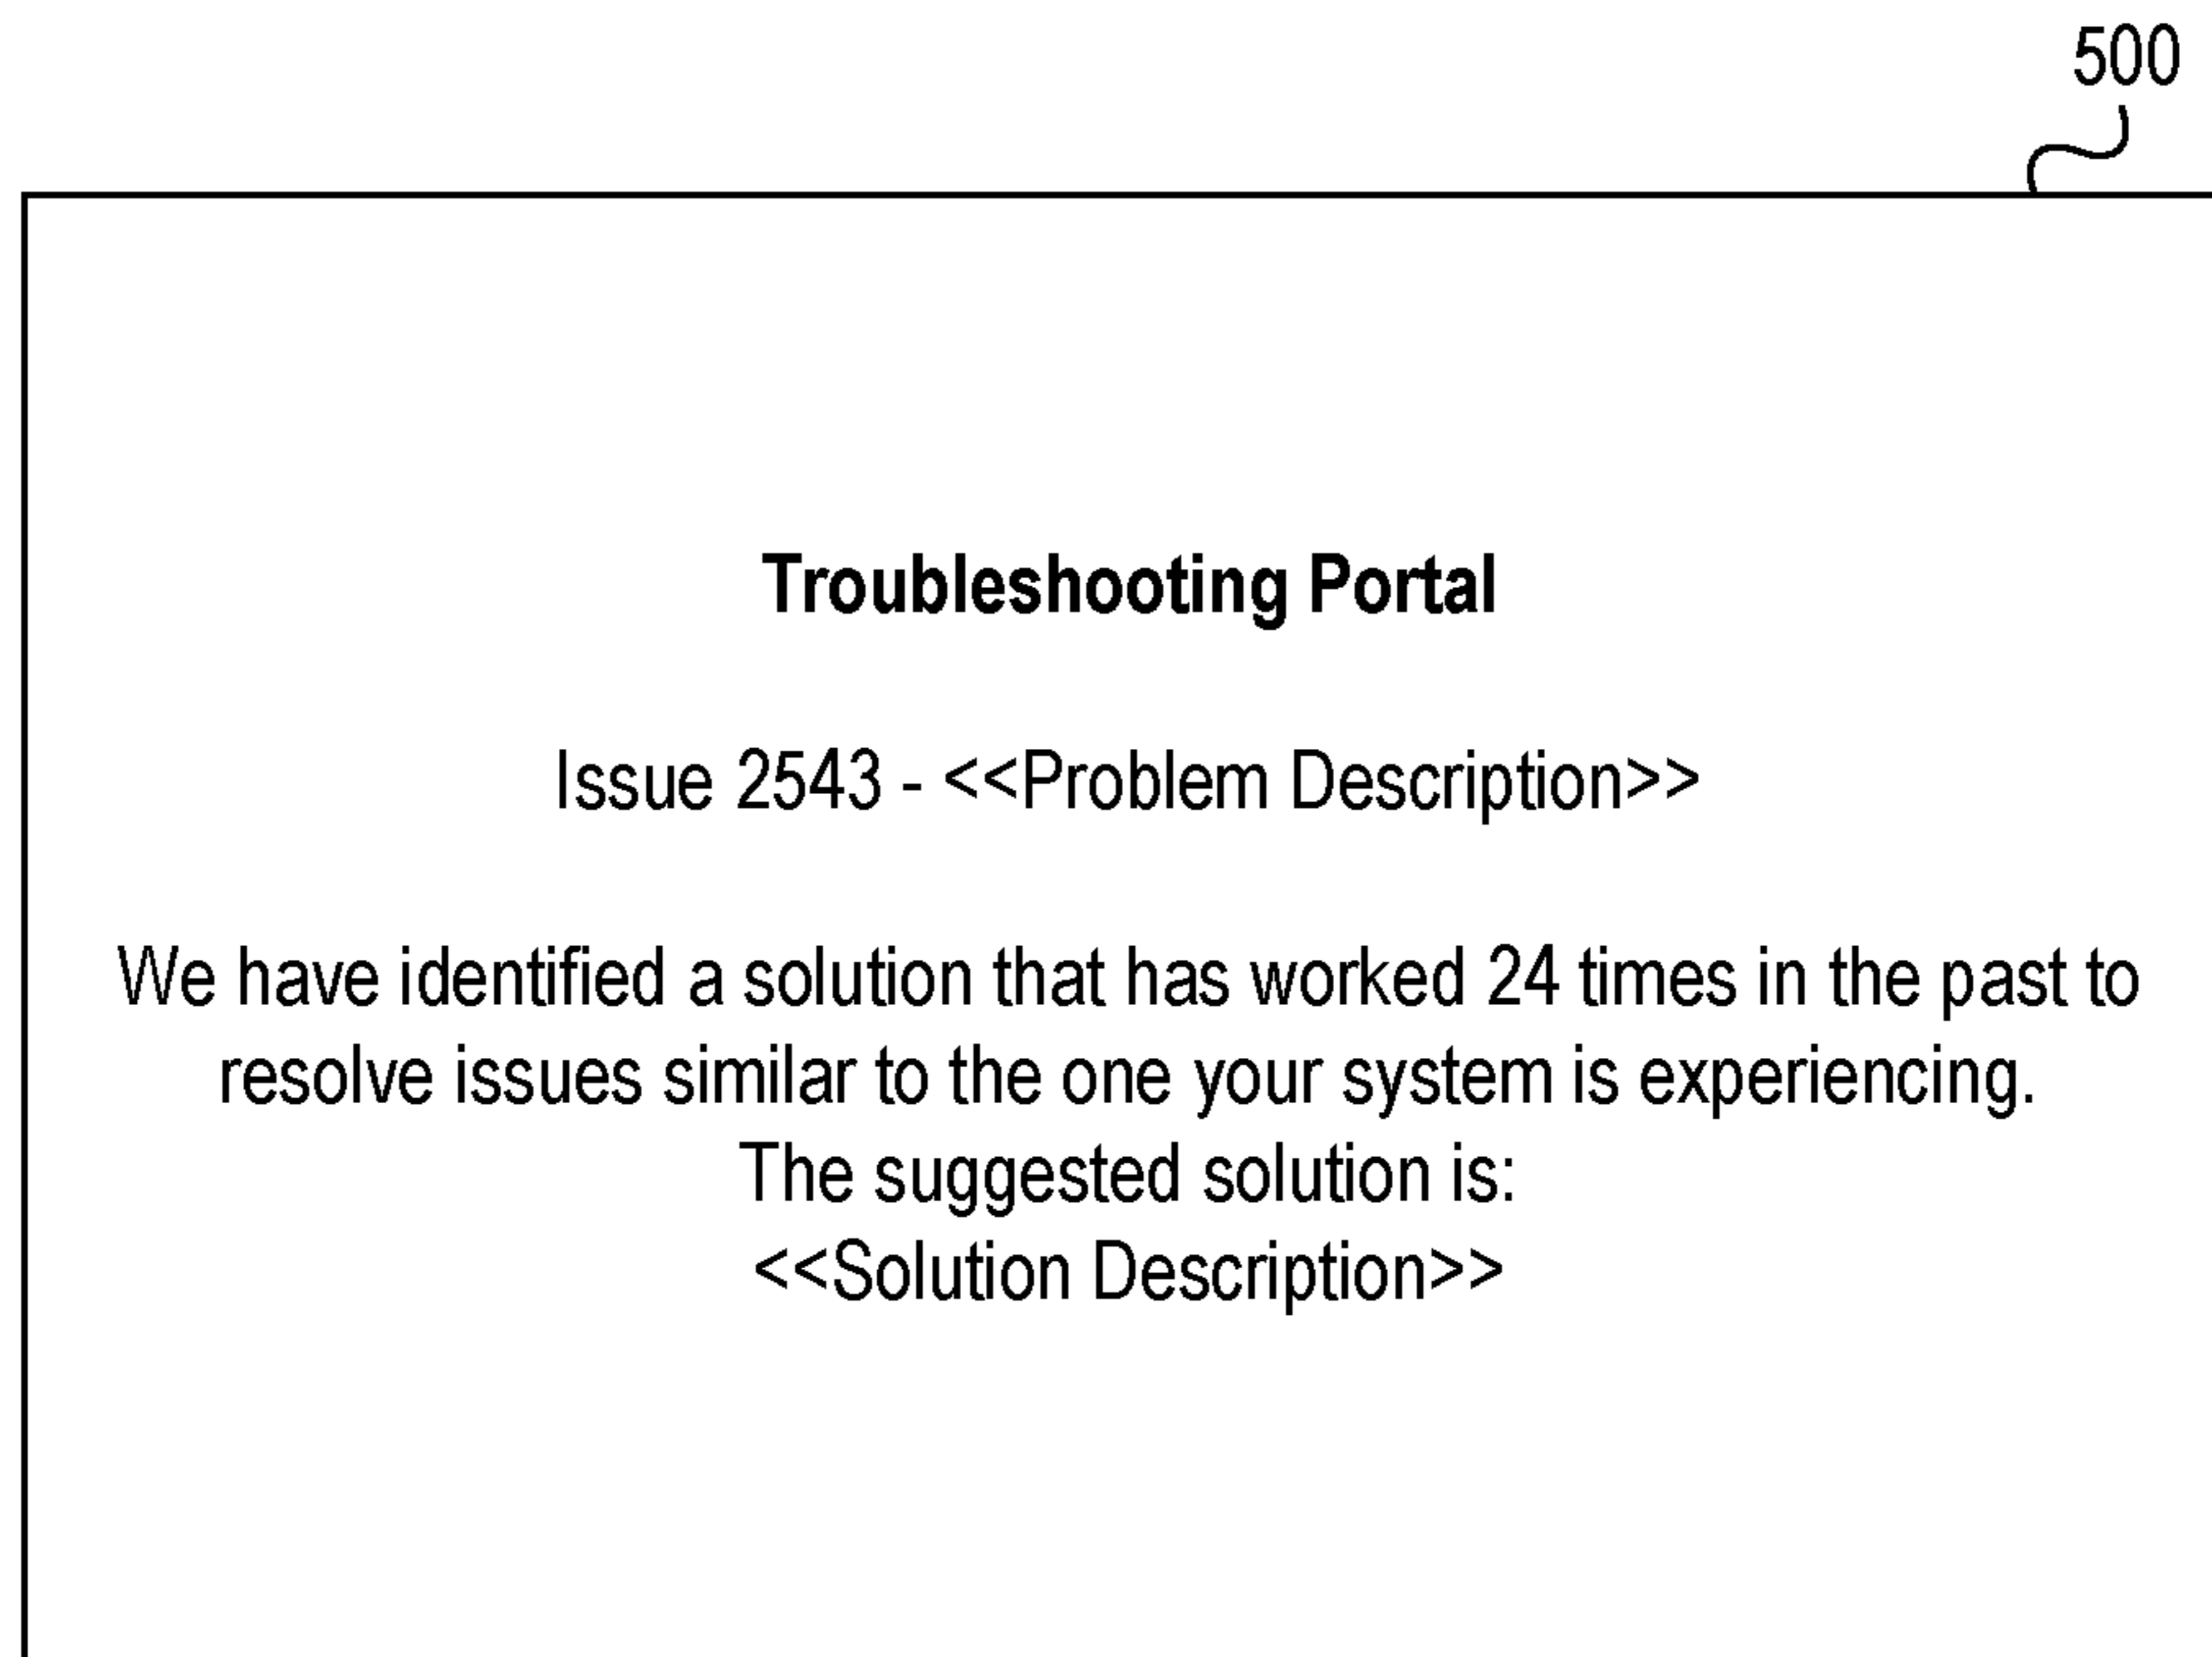 500
Troubleshooting Portal
Issue 2543 - <<Problem Description>>
We have identified a solution that has worked 24 times in the past to
resolve issues similar to the one your system is experiencing.
The suggested solution is:
<<Solution Description>>